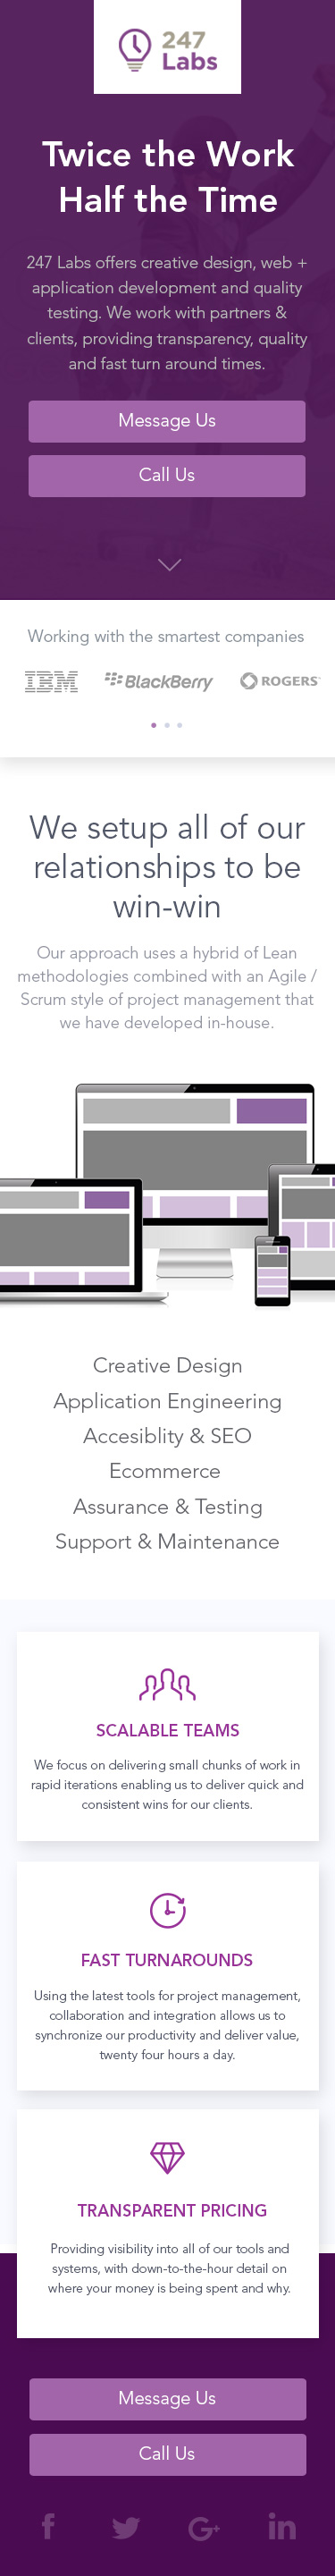 247
Labs
Twice the Work
Half the Time
247 Labs offers creative design, web +
application development and quality
testing. We work with partners &
clients, providing transparency, quality
and fast turn around times.
Message Us
Call Us
Working with the smartest companies
IBM BlackBerry ROGERS
We setup all of our
relationships to be
win-win
Our approach uses a hybrid of Lean
methodologies combined with an Agile /
Scrum style of project management that
we have developed in-house.
Creative Design
Application Engineering
Accesiblity & SEO
Ecommerce
Assurance & Testing
Support & Maintenance
SCALABLE TEAMS
We focus on delivering small chunks of work in
rapid iterations enabling us to deliver quick and
consistent wins for our clients.
FAST TURNAROUNDS
Using the latest tools for project management,
collaboration and integration allows us to
synchronize our productivity and deliver value,
twenty four hours a day.
TRANSPARENT PRICING
Providing visibility into all of our tools and
systems, with down-to-the-hour detail on
where your money is being spent and why.
Message Us
Call Us
f G+ in